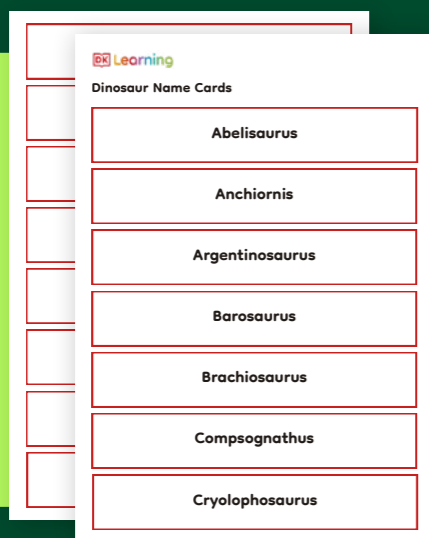 DK Learning
Dinosaur Name Cards
Abelisaurus
Anchiornis
Argentinosaurus
Barosaurus
Brachiosaurus
Compsognathus
Cryolophosaurus